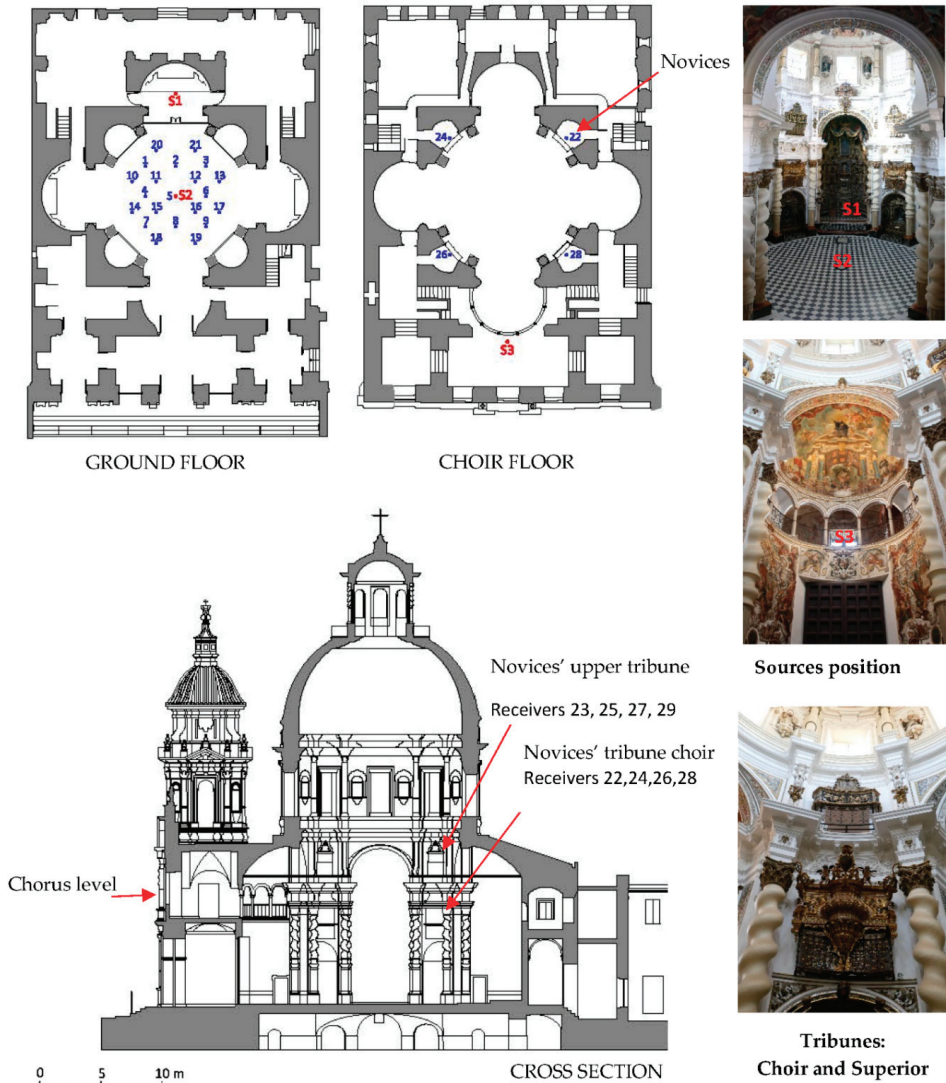 S1
20 21
1 2 3
10 11 12 13
4 5 S2 6
14 15 16 17
7 8 9
18 19
GROUND FLOOR
Novices
24 22
26 28
S3
CHOIR FLOOR
S1
S2
S3
Sources position
Novices’ upper tribune
Receivers 23, 25, 27, 29
Novices’ tribune choir
Receivers 22,24,26,28
Chorus level
0 5 10 m
CROSS SECTION
Tribunes:
Choir and Superior